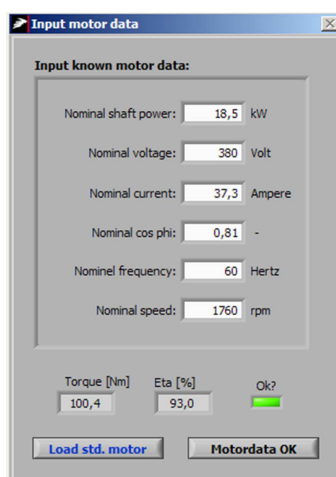 Input motor data
Input known motor data:
Nominal shaft power: 18,5 kW
Nominal voltage: 380 Volt
Nominal current: 37,3 Ampere
Nominal cos phi: 0,81 -
Nominel frequency: 60 Hertz
Nominal speed: 1760 rpm
Torque [Nm] Eta [%] Ok?
100,4 93,0
Load std. motor Motordata OK